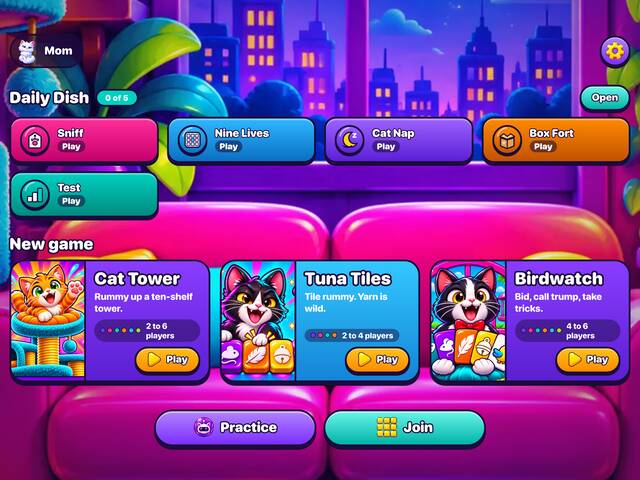 Mom
Daily Dish
0 of 5
Open
Sniff
Play
Nine Lives
Play
Cat Nap
Play
Box Fort
Play
Test
Play
New game
Cat Tower
Rummy up a ten-shelf
tower.
2 to 6
players
Play
Tuna Tiles
Tile rummy. Yarn is
wild.
2 to 4 players
Play
Birdwatch
Bid, call trump, take
tricks.
4 to 6
players
Play
Practice
Join